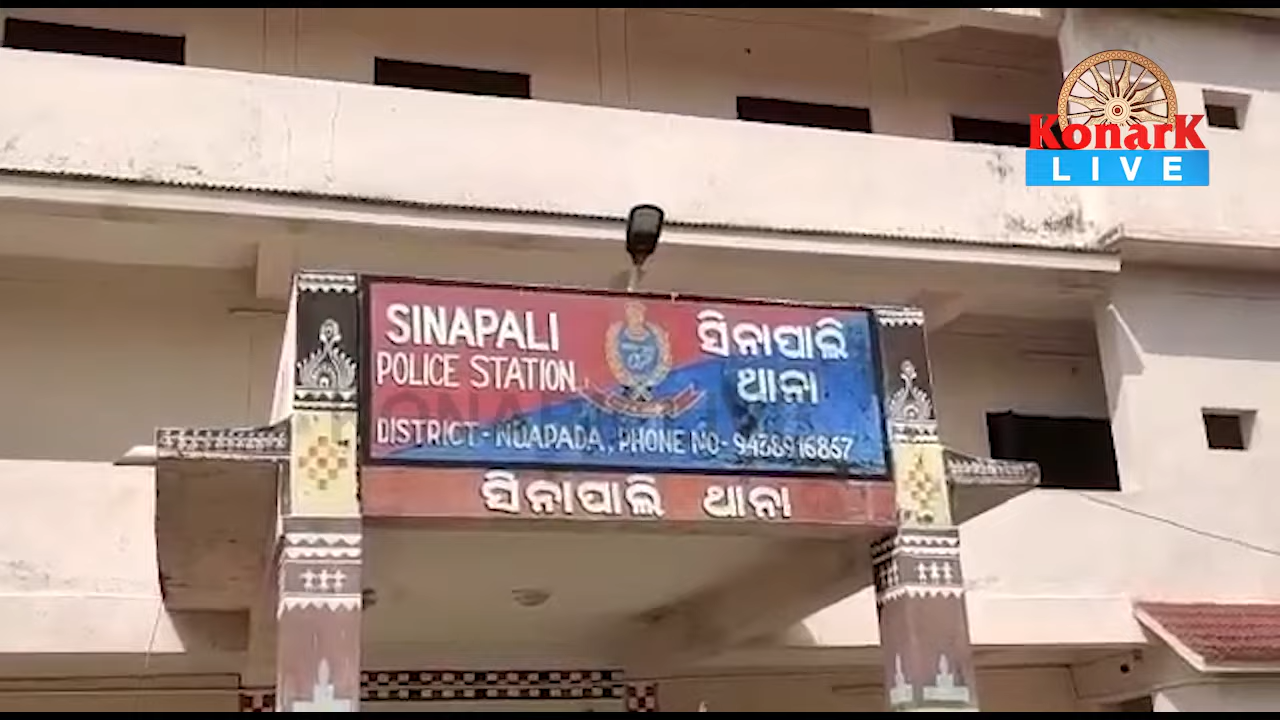 KonarK
LIVE
SINAPALI
POLICE STATION
ସିନାପାଲି
ଥାନା
DISTRICT-NUAPADA, PHONE NO-9438916867
ସିନାପାଲି ଥାନା